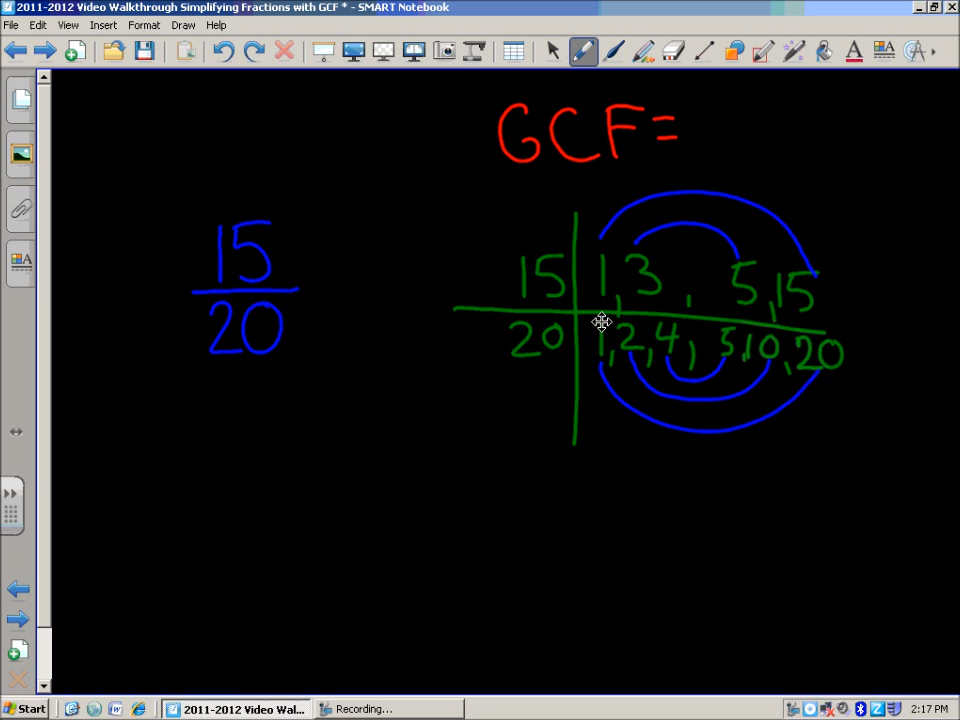 2011-2012 Video Walkthrough Simplifying Fractions with GCF * - SMART Notebook
File Edit View Insert Format Draw Help
GCF=
15
20
15 1, 3, 5, 15
20 1, 2, 4, 5, 10, 20
Start 2011-2012 Video Wal... Recording... 2:17 PM